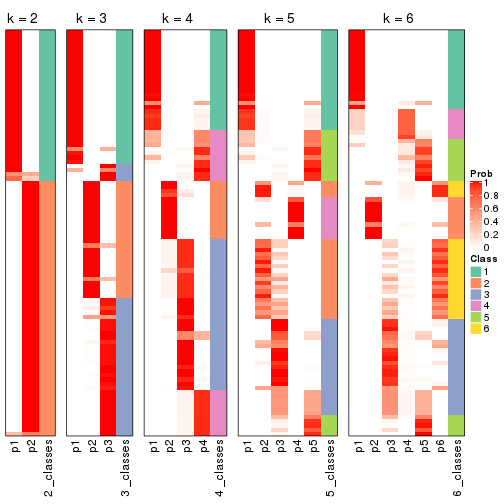 k = 2
k = 3
k = 4
k = 5
k = 6
p1
p2
2_classes
p1
p2
p3
3_classes
p1
p2
p3
p4
4_classes
p1
p2
p3
p4
p5
5_classes
p1
p2
p3
p4
p5
p6
6_classes
Prob
1
0.8
0.6
0.4
0.2
0
Class
1
2
3
4
5
6